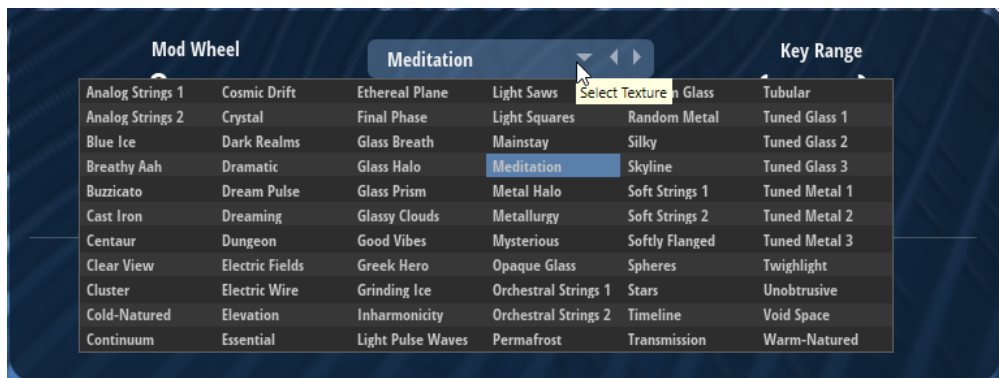 Mod Wheel Meditation Key Range
Select Texture
Analog Strings 1 Cosmic Drift Ethereal Plane Light Saws Glass Tubular
Analog Strings 2 Crystal Final Phase Light Squares Random Metal Tuned Glass 1
Blue Ice Dark Realms Glass Breath Mainstay Silky Tuned Glass 2
Breathy Aah Dramatic Glass Halo Meditation Skyline Tuned Glass 3
Buzzicato Dream Pulse Glass Prism Metal Halo Soft Strings 1 Tuned Metal 1
Cast Iron Dreaming Glassy Clouds Metallurgy Soft Strings 2 Tuned Metal 2
Centaur Dungeon Good Vibes Mysterious Softly Flanged Tuned Metal 3
Clear View Electric Fields Greek Hero Opaque Glass Spheres Twighlight
Cluster Electric Wire Grinding Ice Orchestral Strings 1 Stars Unobtrusive
Cold-Natured Elevation Inharmonicity Orchestral Strings 2 Timeline Void Space
Continuum Essential Light Pulse Waves Permafrost Transmission Warm-Natured